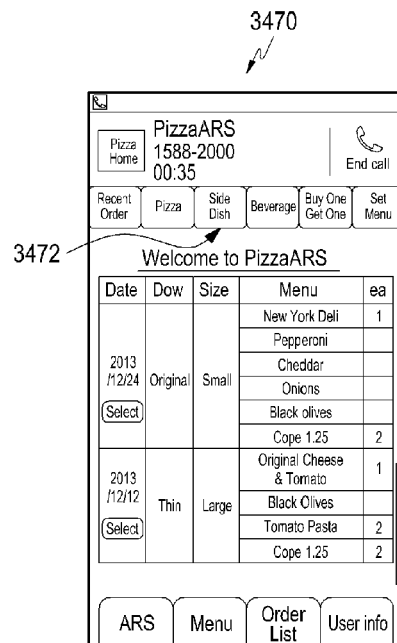 3470
PizzaARS
Pizza
Home
1588-2000
00:35
End call
Recent
Order
Pizza
Side
Dish
Beverage
Buy One
Get One
Set
Menu
3472
Welcome to PizzaARS
Date Dow Size Menu ea
2013
/12/24
Select
Original
Small
New York Deli 1
Pepperoni
Cheddar
Onions
Black olives
Cope 1.25 2
2013
/12/12
Select
Thin
Large
Original Cheese
& Tomato 1
Black Olives
Tomato Pasta 2
Cope 1.25 2
ARS
Menu
Order
List
User info